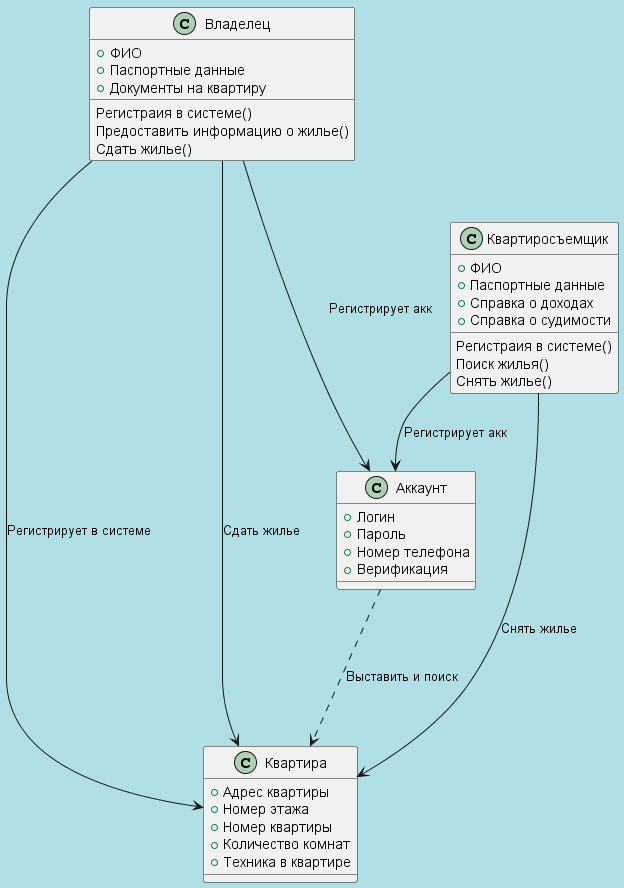 C Владелец
ФИО
Паспортные данные
Документы на квартиру
Регистраия в системе()
Предоставить информацию о жилье()
Сдать жилье()
C Квартиросъемщик
ФИО
Паспортные данные
Справка о доходах
Справка о судимости
Регистраия в системе()
Поиск жилья()
Снять жилье()
Регистрирует акк
Регистрирует акк
C Аккаунт
Логин
Пароль
Номер телефона
Верификация
Регистрирует в системе
Сдать жилье
Снять жилье
Выставить и поиск
C Квартира
Адрес квартиры
Номер этажа
Номер квартиры
Количество комнат
Техника в квартире